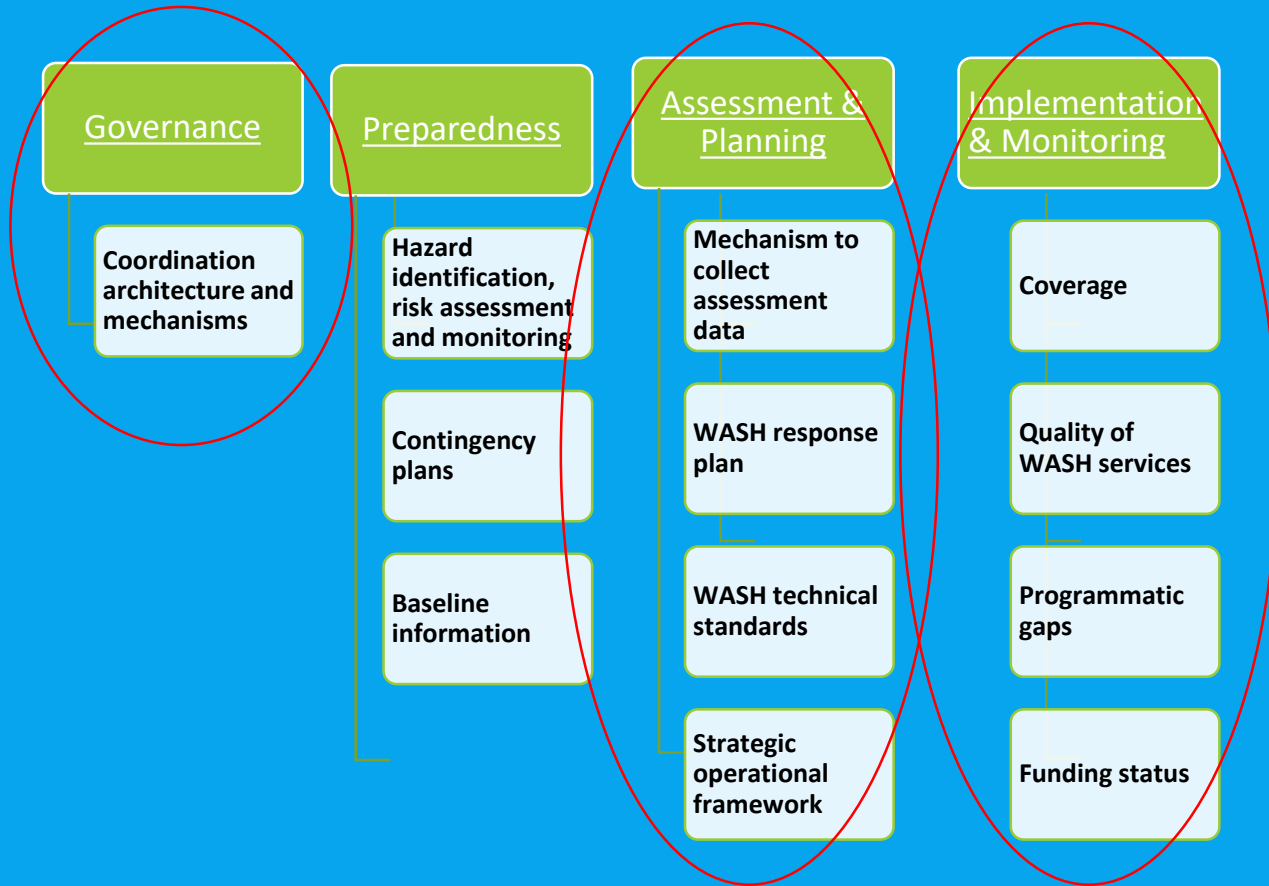 Governance
Coordination
architecture and
mechanisms
Preparedness
Hazard
identification,
risk assessment
and monitoring
Contingency
plans
Baseline
information
Assessment &
Planning
Mechanism to
collect
assessment
data
WASH response
plan
WASH technical
standards
Strategic
operational
framework
Implementation
& Monitoring
Coverage
Quality of
WASH services
Programmatic
gaps
Funding status